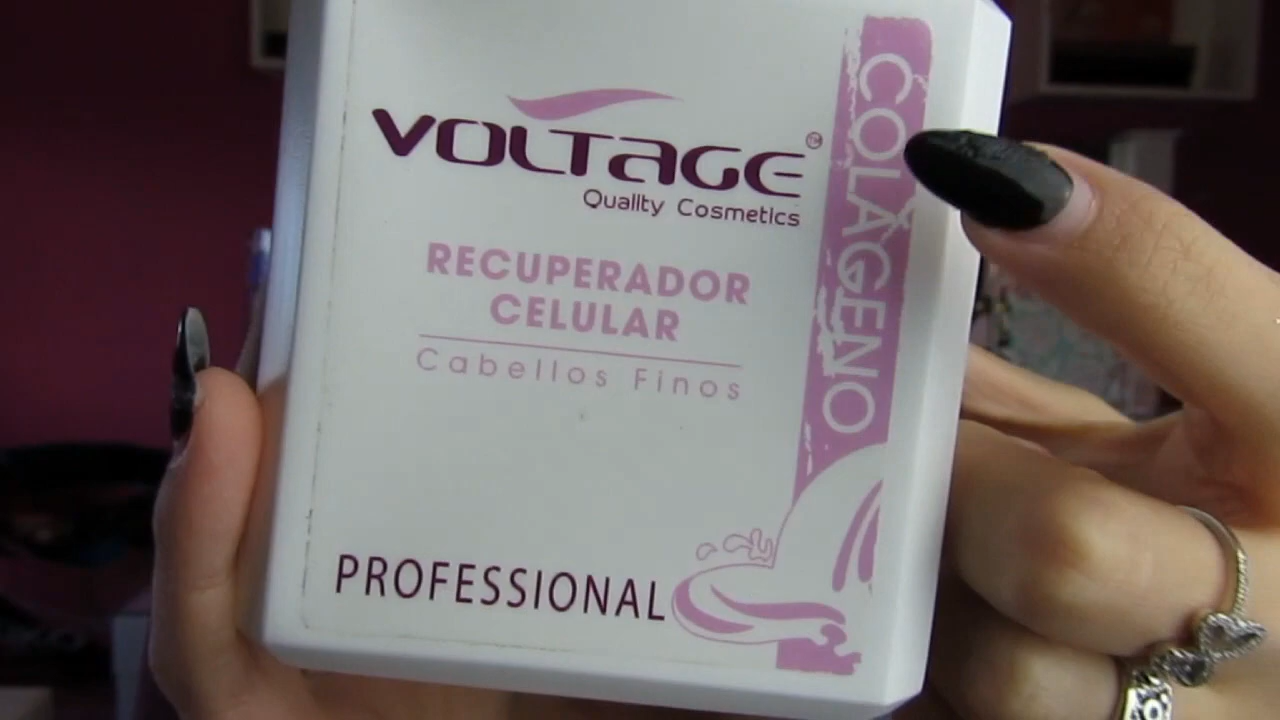 VOLTAGE
Quality Cosmetics
RECUPERADOR
CELULAR
Cabellos Finos
PROFESSIONAL
COLÁGENO